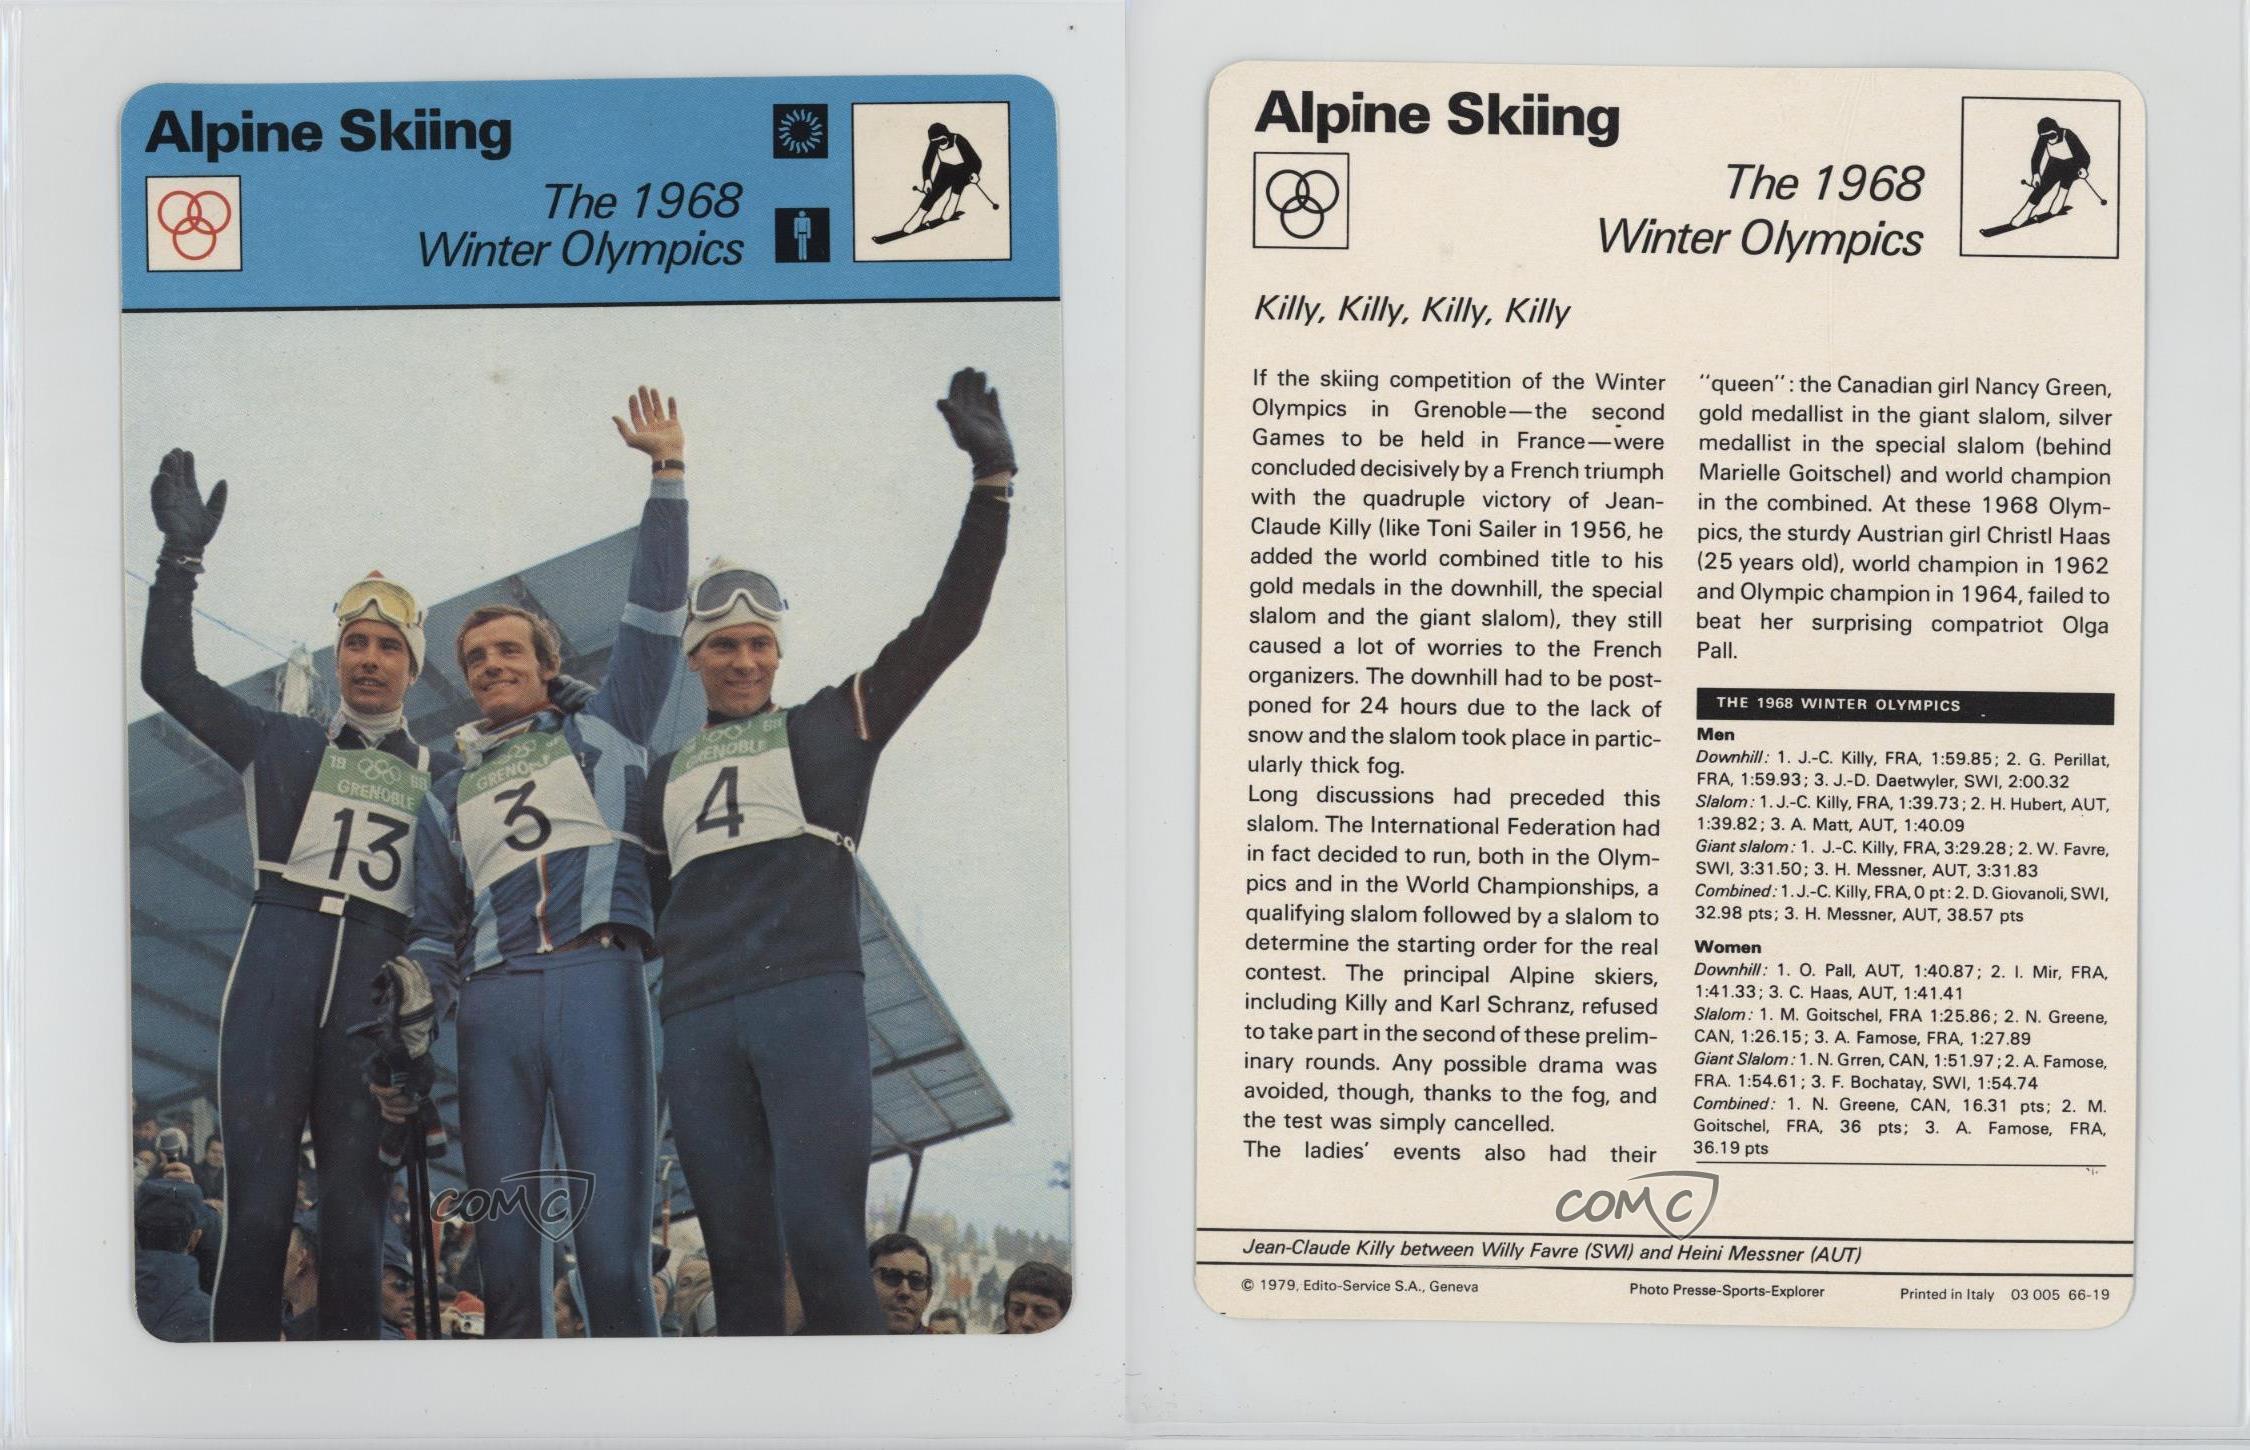 Alpine Skiing
The 1968
Winter Olympics
19 68
GRENOBLE
13
GRENOBLE
3
68
GRENOBLE
4
COMC
Alpine Skiing
The 1968
Winter Olympics
Killy, Killy, Killy, Killy
If the skiing competition of the Winter
Olympics in Grenoble—the second
Games to be held in France—were
concluded decisively by a French triumph
with the quadruple victory of Jean-
Claude Killy (like Toni Sailer in 1956, he
added the world combined title to his
gold medals in the downhill, the special
slalom and the giant slalom), they still
caused a lot of worries to the French
organizers. The downhill had to be post-
poned for 24 hours due to the lack of
snow and the slalom took place in partic-
ularly thick fog.
Long discussions had preceded this
slalom. The International Federation had
in fact decided to run, both in the Olym-
pics and in the World Championships, a
qualifying slalom followed by a slalom to
determine the starting order for the real
contest. The principal Alpine skiers,
including Killy and Karl Schranz, refused
to take part in the second of these prelim-
inary rounds. Any possible drama was
avoided, though, thanks to the fog, and
the test was simply cancelled.
The ladies' events also had their
"queen": the Canadian girl Nancy Green,
gold medallist in the giant slalom, silver
medallist in the special slalom (behind
Marielle Goitschel) and world champion
in the combined. At these 1968 Olym-
pics, the sturdy Austrian girl Christl Haas
(25 years old), world champion in 1962
and Olympic champion in 1964, failed to
beat her surprising compatriot Olga
Pall.
THE 1968 WINTER OLYMPICS
Men
Downhill: 1. J.-C. Killy, FRA, 1:59.85; 2. G. Perillat,
FRA, 1:59.93; 3. J.-D. Daetwyler, SWI, 2:00.32
Slalom: 1. J.-C. Killy, FRA, 1:39.73; 2. H. Hubert, AUT,
1:39.82; 3. A. Matt, AUT, 1:40.09
Giant slalom: 1. J.-C. Killy, FRA, 3:29.28; 2. W. Favre,
SWI, 3:31.50; 3. H. Messner, AUT, 3:31.83
Combined: 1. J.-C. Killy, FRA, 0 pt: 2. D. Giovanoli, SWI,
32.98 pts; 3. H. Messner, AUT, 38.57 pts
Women
Downhill: 1. O. Pall, AUT, 1:40.87; 2. I. Mir, FRA,
1:41.33; 3. C. Haas, AUT, 1:41.41
Slalom: 1. M. Goitschel, FRA 1:25.86; 2. N. Greene,
CAN, 1:26.15; 3. A. Famose, FRA, 1:27.89
Giant Slalom: 1. N. Grren, CAN, 1:51.97; 2. A. Famose,
FRA. 1:54.61; 3. F. Bochatay, SWI, 1:54.74
Combined: 1. N. Greene, CAN, 16.31 pts; 2. M.
Goitschel, FRA, 36 pts; 3. A. Famose, FRA,
36.19 pts
COMC
Jean-Claude Killy between Willy Favre (SWI) and Heini Messner (AUT)
© 1979, Edito-Service S.A., Geneva Photo Presse-Sports-Explorer Printed in Italy 03 005 66-19